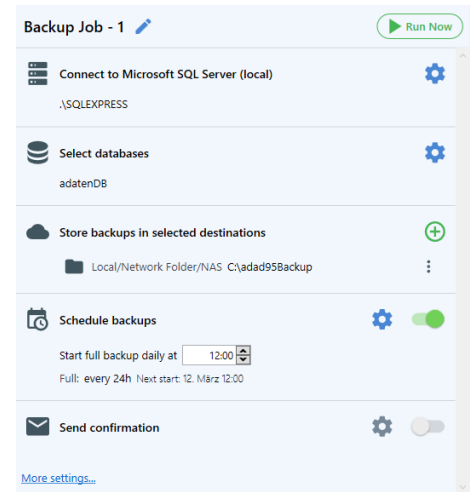 Backup Job - 1
Run Now
Connect to Microsoft SQL Server (local)
.\SQLEXPRESS
Select databases
adatenDB
Store backups in selected destinations
Local/Network Folder/NAS C:\adad95Backup
Schedule backups
Start full backup daily at 12:00
Full: every 24h Next start: 12. März 12:00
Send confirmation
More settings...